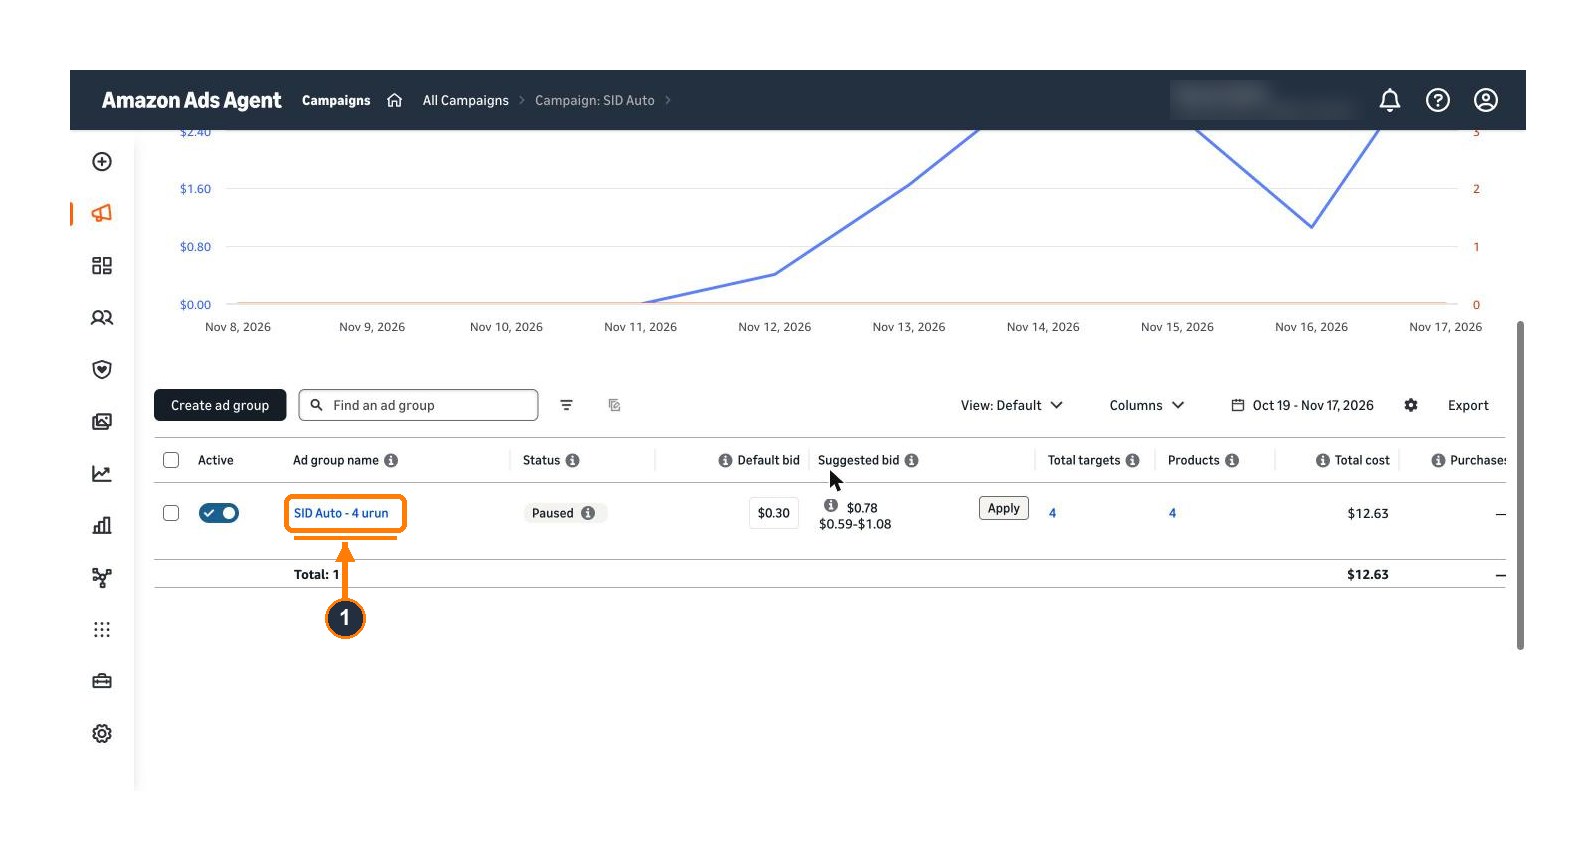 Amazon Ads Agent Campaigns All Campaigns Campaign: SID Auto
$2.40 3
$1.60 2
$0.80 1
$0.00 0
Nov 8, 2026 Nov 9, 2026 Nov 10, 2026 Nov 11, 2026 Nov 12, 2026 Nov 13, 2026 Nov 14, 2026 Nov 15, 2026 Nov 16, 2026 Nov 17, 2026
Create ad group Find an ad group View: Default Columns Oct 19 - Nov 17, 2026 Export
Active Ad group name Status Default bid Suggested bid Total targets Products Total cost Purchases
SID Auto - 4 urun Paused $0.30 $0.78 Apply 4 4 $12.63 —
$0.59-$1.08
Total: 1 $12.63 —
1